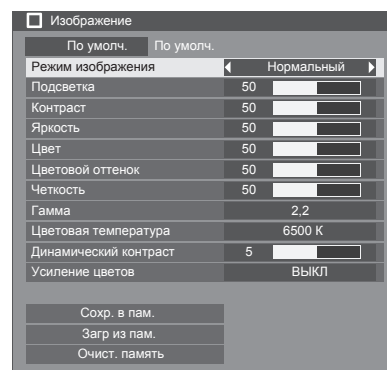 Изображение
По умолч. По умолч.
Режим изображения Нормальный
Подсветка 50
Контраст 50
Яркость 50
Цвет 50
Цветовой оттенок 50
Четкость 50
Гамма 2,2
Цветовая температура 6500 К
Динамический контраст 5
Усиление цветов ВЫКЛ
Сохр. в пам.
Загр из пам.
Очист. память